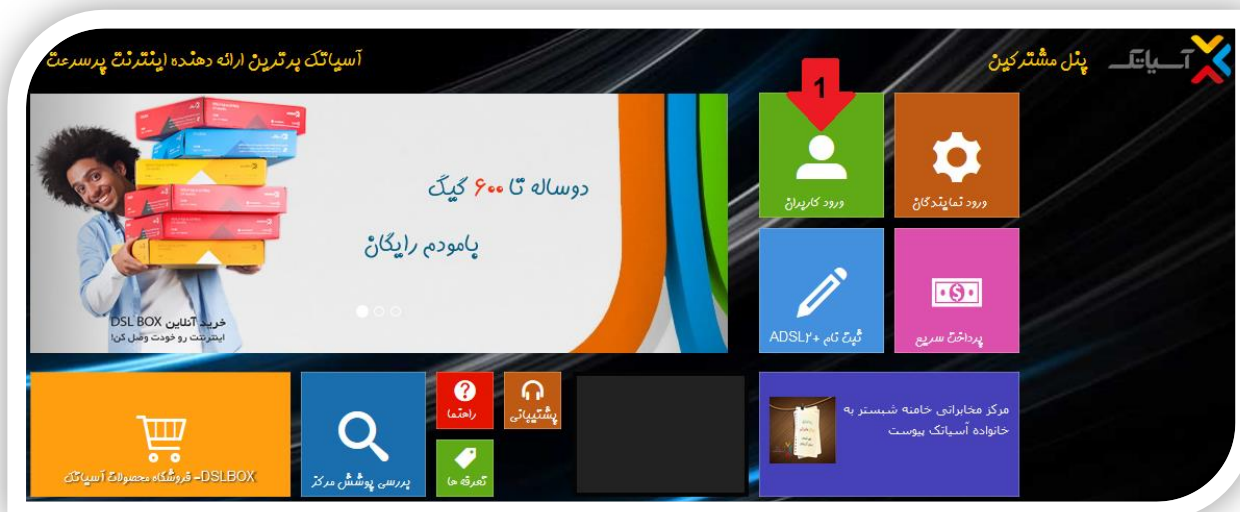 آسیاتک
پنل مشترکین
آسیاتک برترین ارائه دهنده اینترنت پرسرعت
1
ورود نمایندگان
ورود کاربران
دوساله تا ۶۰۰ گیگ
بامودم رایگان
خرید آنلاین DSL BOX
اینترنت رو خودت وصل کن!
پرداخت سریع
ثبت نام ADSL۲+
مرکز مخابراتی خامنه شبستر به
خانواده آسیاتک پیوست
پشتیبانی
راهنما
تعرفه ها
بررسی پوشش مرکز
DSLBOX- فروشگاه محصولات آسیاتک